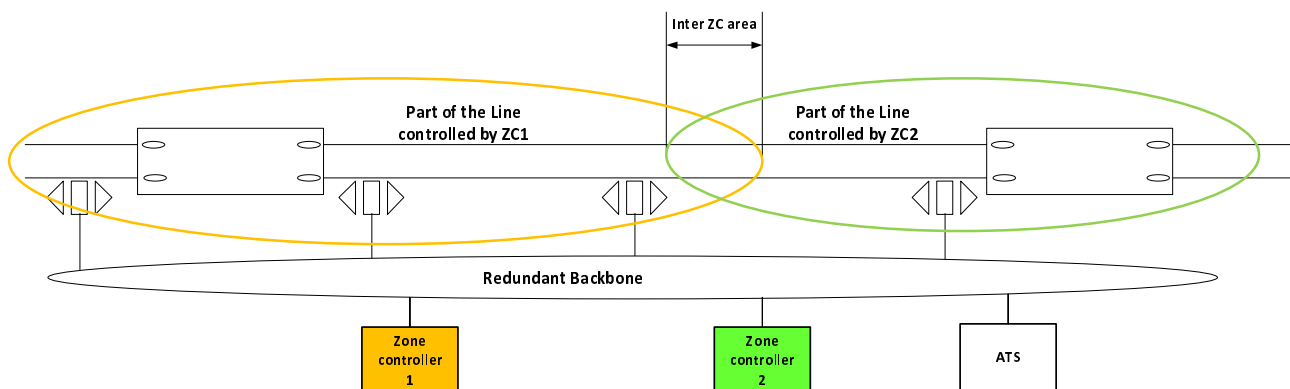 Inter ZC area
Part of the Line
controlled by ZC1
Part of the Line
controlled by ZC2
Redundant Backbone
Zone
controller
1
Zone
controller
2
ATS